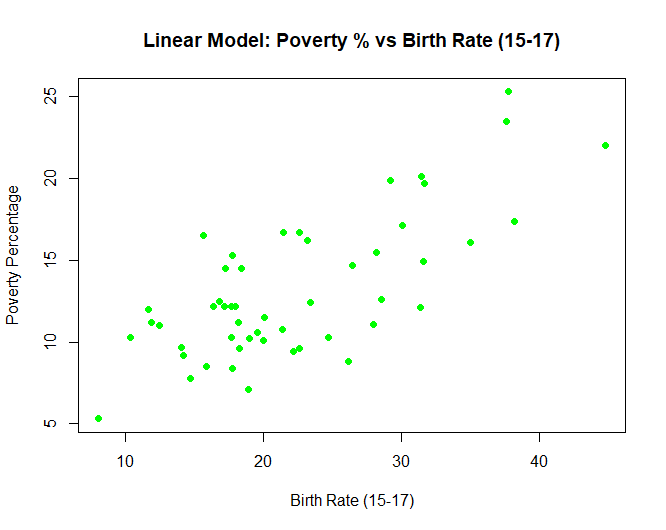 Linear Model: Poverty % vs Birth Rate (15-17)
25
20
15
10
5
Poverty Percentage
10 20 30 40
Birth Rate (15-17)